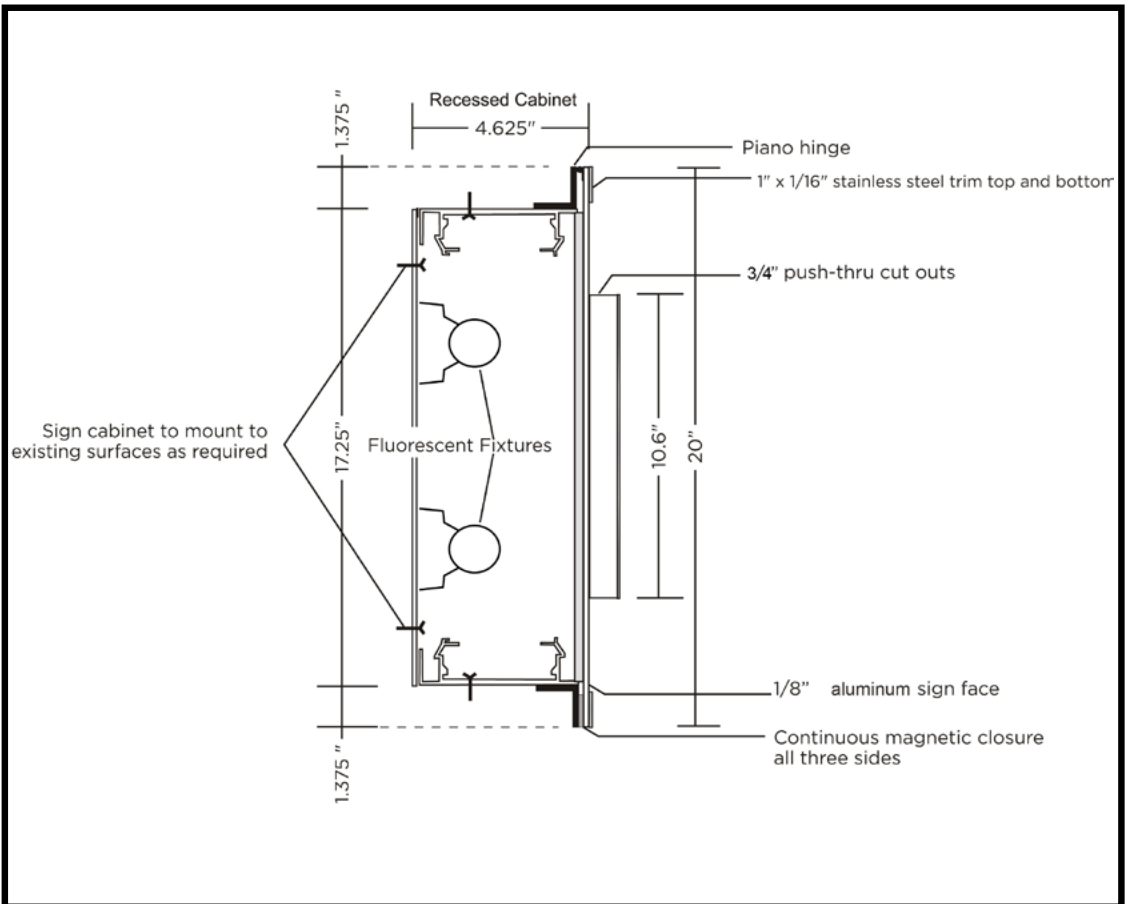 Recessed Cabinet
4.625"
1.375 "
Piano hinge
1" x 1/16" stainless steel trim top and bottom
3/4" push-thru cut outs
Sign cabinet to mount to
existing surfaces as required
17.25"
Fluorescent Fixtures
10.6"
20"
1/8" aluminum sign face
Continuous magnetic closure
all three sides
1.375 "